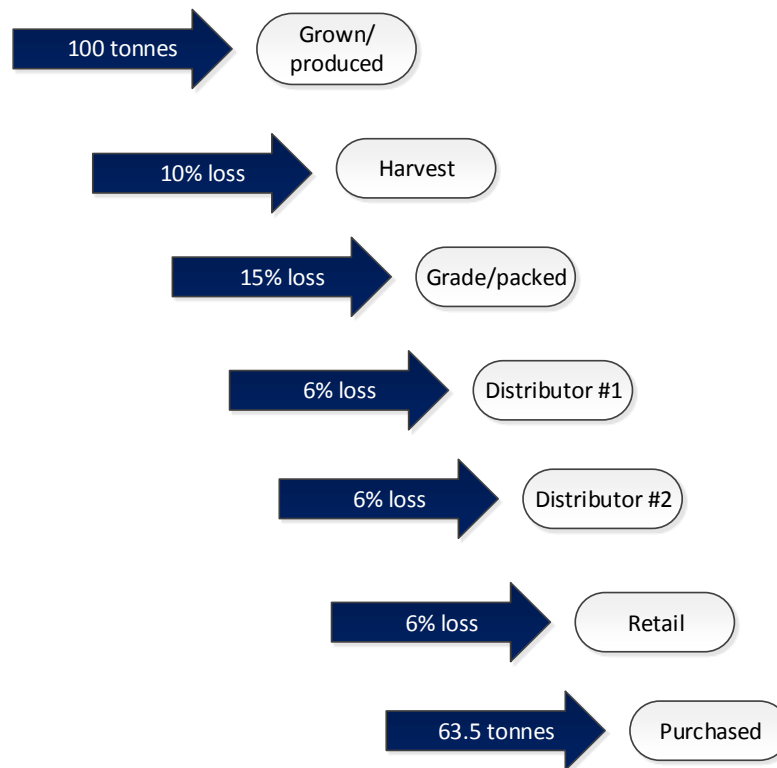 100 tonnes
Grown/
produced
10% loss
Harvest
15% loss
Grade/packed
6% loss
Distributor #1
6% loss
Distributor #2
6% loss
Retail
63.5 tonnes
Purchased